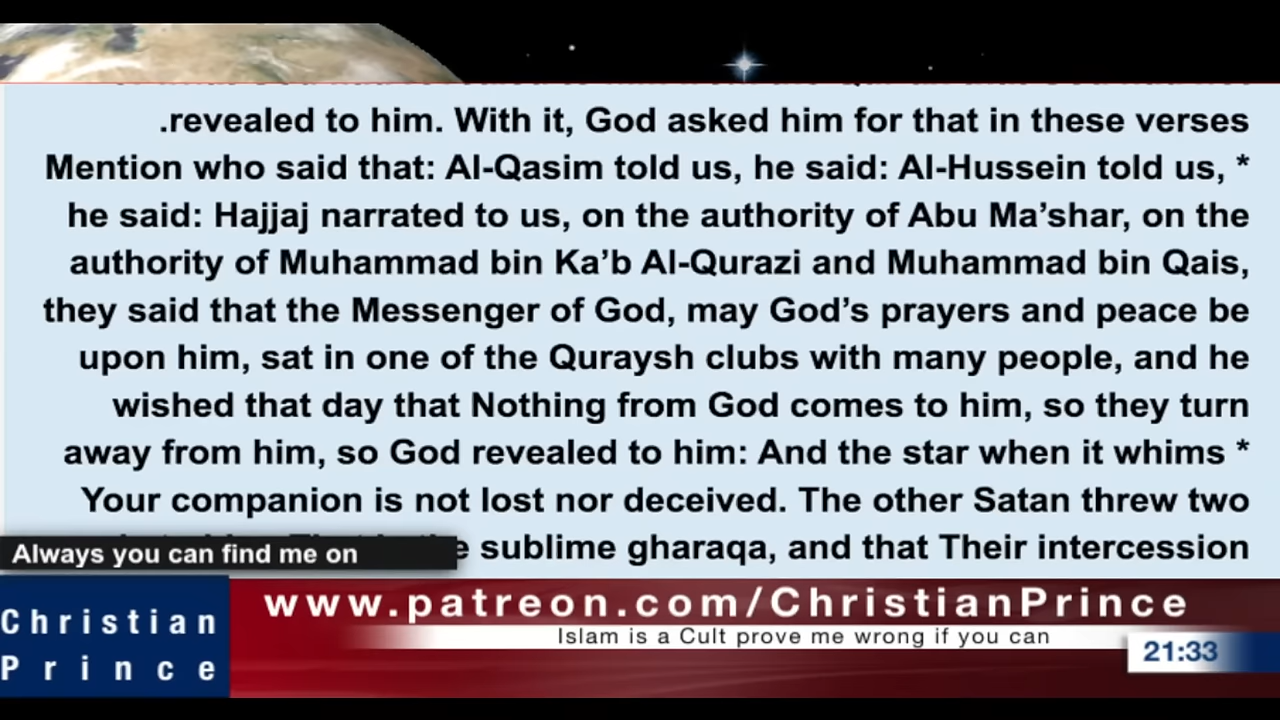 .revealed to him. With it, God asked him for that in these verses
Mention who said that: Al-Qasim told us, he said: Al-Hussein told us, *
he said: Hajjaj narrated to us, on the authority of Abu Ma’shar, on the
authority of Muhammad bin Ka’b Al-Qurazi and Muhammad bin Qais,
they said that the Messenger of God, may God’s prayers and peace be
upon him, sat in one of the Quraysh clubs with many people, and he
wished that day that Nothing from God comes to him, so they turn
away from him, so God revealed to him: And the star when it whims *
Your companion is not lost nor deceived. The other Satan threw two
sublime gharaqa, and that Their intercession
Always you can find me on
www.patreon.com/ChristianPrince
Islam is a Cult prove me wrong if you can
Christian
Prince
21:33